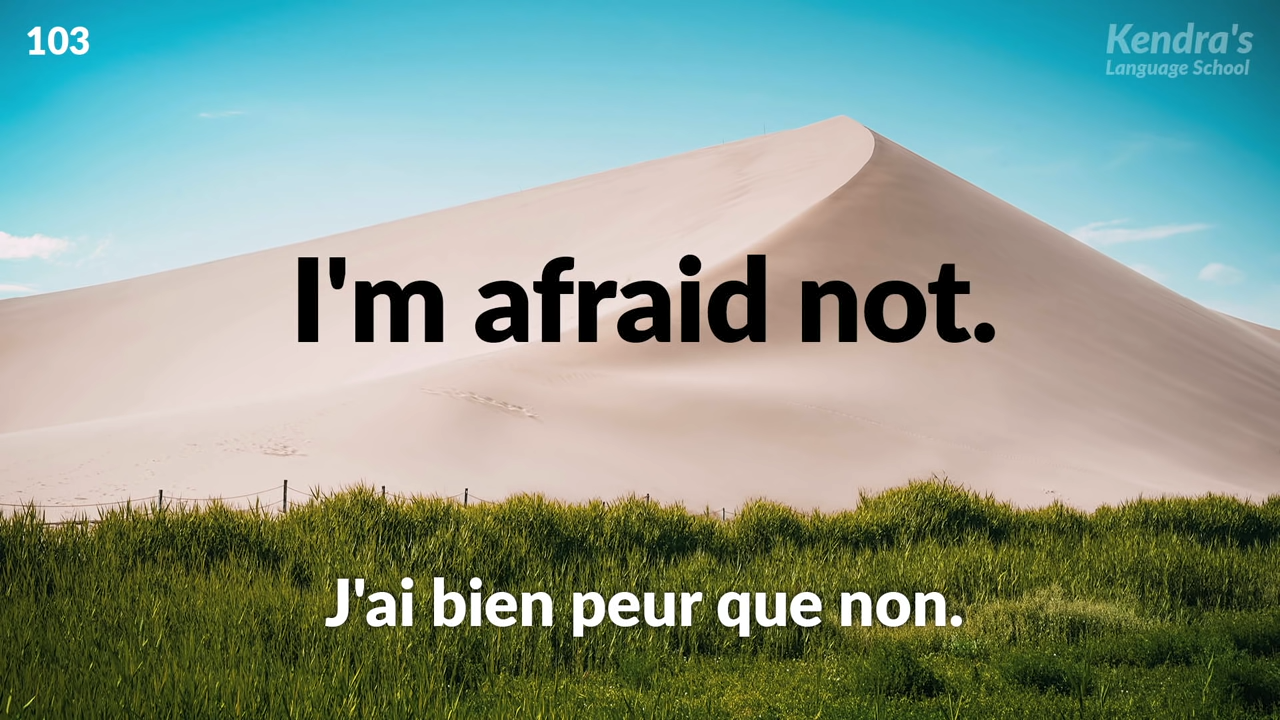 103
Kendra's
Language School
I'm afraid not.
J'ai bien peur que non.